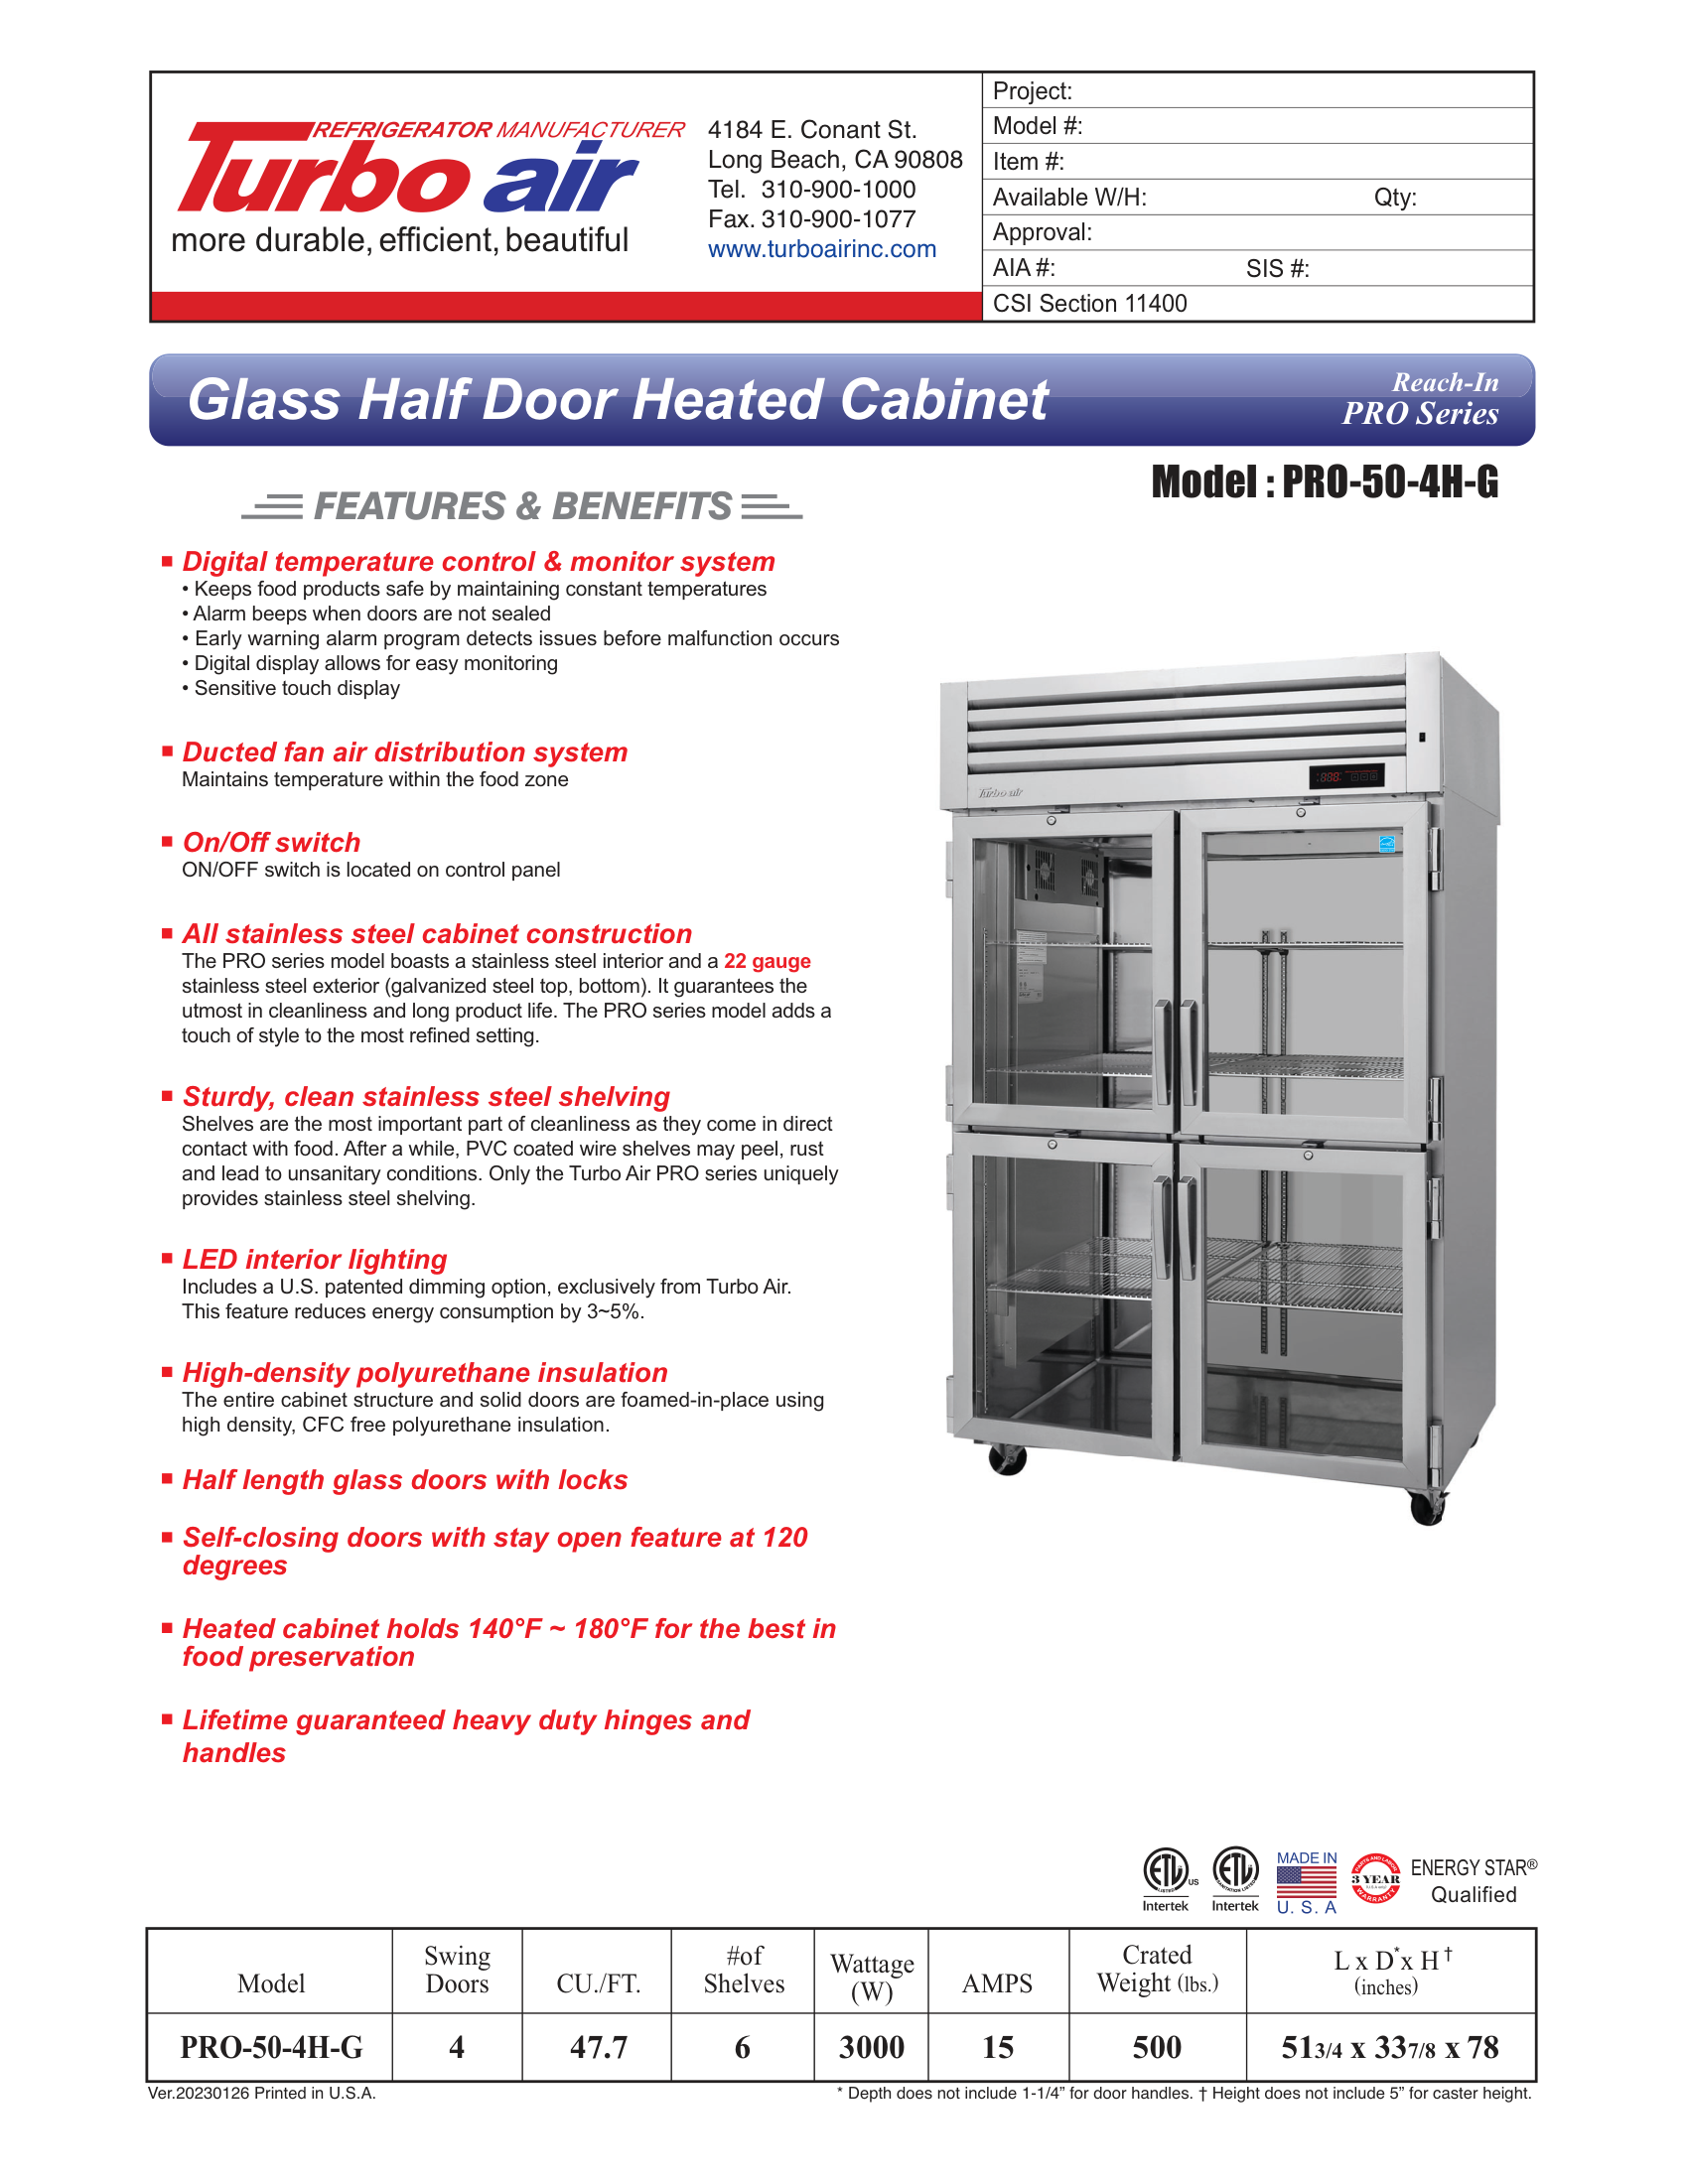 REFRIGERATOR MANUFACTURER
Turbo air
more durable, efficient, beautiful
4184 E. Conant St.
Long Beach, CA 90808
Tel. 310-900-1000
Fax. 310-900-1077
www.turboairinc.com
Project:
Model #:
Item #:
Available W/H: Qty:
Approval:
AIA #: SIS #:
CSI Section 11400
Glass Half Door Heated Cabinet
Reach-In
PRO Series
Model : PRO-50-4H-G
FEATURES & BENEFITS
Digital temperature control & monitor system
• Keeps food products safe by maintaining constant temperatures
• Alarm beeps when doors are not sealed
• Early warning alarm program detects issues before malfunction occurs
• Digital display allows for easy monitoring
• Sensitive touch display
Ducted fan air distribution system
Maintains temperature within the food zone
On/Off switch
ON/OFF switch is located on control panel
All stainless steel cabinet construction
The PRO series model boasts a stainless steel interior and a 22 gauge
stainless steel exterior (galvanized steel top, bottom). It guarantees the
utmost in cleanliness and long product life. The PRO series model adds a
touch of style to the most refined setting.
Sturdy, clean stainless steel shelving
Shelves are the most important part of cleanliness as they come in direct
contact with food. After a while, PVC coated wire shelves may peel, rust
and lead to unsanitary conditions. Only the Turbo Air PRO series uniquely
provides stainless steel shelving.
LED interior lighting
Includes a U.S. patented dimming option, exclusively from Turbo Air.
This feature reduces energy consumption by 3~5%.
High-density polyurethane insulation
The entire cabinet structure and solid doors are foamed-in-place using
high density, CFC free polyurethane insulation.
Half length glass doors with locks
Self-closing doors with stay open feature at 120
degrees
Heated cabinet holds 140°F ~ 180°F for the best in
food preservation
Lifetime guaranteed heavy duty hinges and
handles
Turbo air
888
ETL
LISTED
US
Intertek
ETL
SANITATION LISTED
Intertek
MADE IN
U. S. A
PARTS AND LABOR
3 YEAR
WARRANTY
ENERGY STAR®
Qualified
Model
Swing
Doors
CU./FT.
#of
Shelves
Wattage
(W)
AMPS
Crated
Weight (lbs.)
L x D* x H †
(inches)
PRO-50-4H-G 4 47.7 6 3000 15 500 51 3/4 x 33 7/8 x 78
Ver.20230126 Printed in U.S.A.
* Depth does not include 1-1/4” for door handles. † Height does not include 5” for caster height.